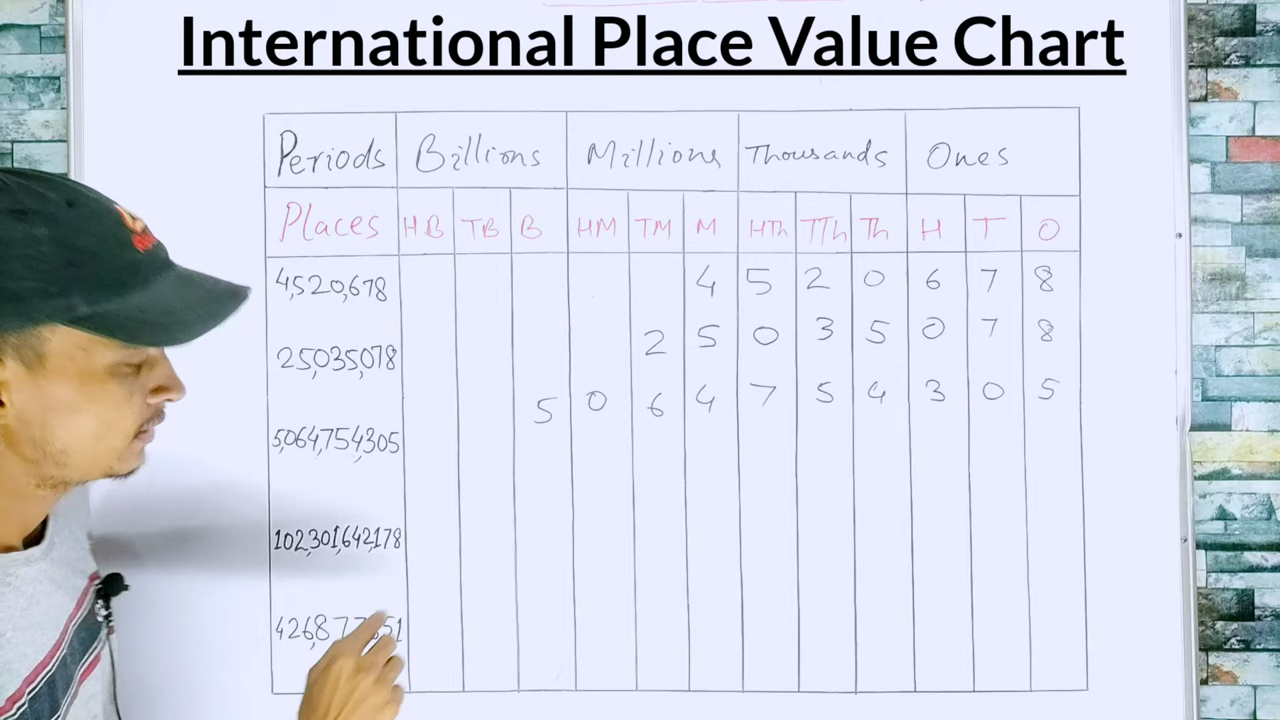 International Place Value Chart
Periods Billions Millions Thousands Ones
Places HB TB B HM TM M HTh TTh Th H T O
4,520,678 4 5 2 0 6 7 8
25,035,078 2 5 0 3 5 0 7 8
5,064,754,305 5 0 6 4 7 5 4 3 0 5
102,301,642,178